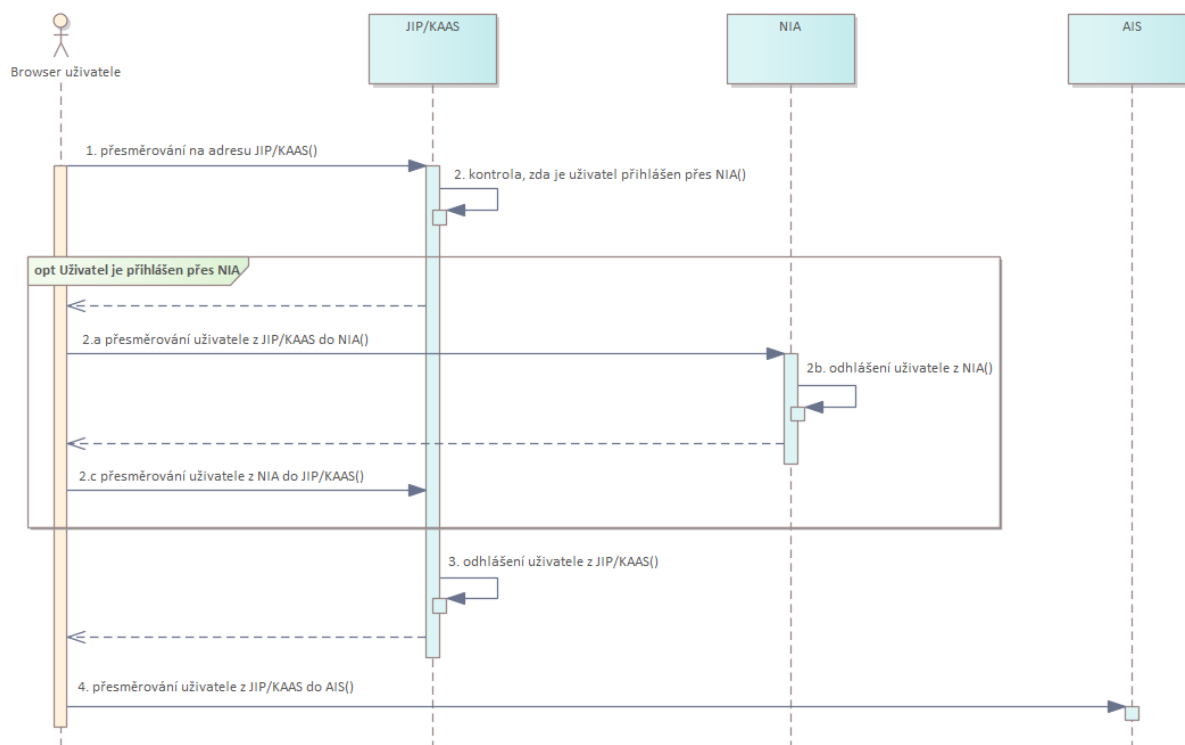 JIP/KAAS
NIA
AIS
Browser uživatele
1. přesměrování na adresu JIP/KAAS()
2. kontrola, zda je uživatel přihlášen přes NIA()
opt Uživatel je přihlášen přes NIA
2.a přesměrování uživatele z JIP/KAAS do NIA()
2b. odhlášení uživatele z NIA()
2.c přesměrování uživatele z NIA do JIP/KAAS()
3. odhlášení uživatele z JIP/KAAS()
4. přesměrování uživatele z JIP/KAAS do AIS()